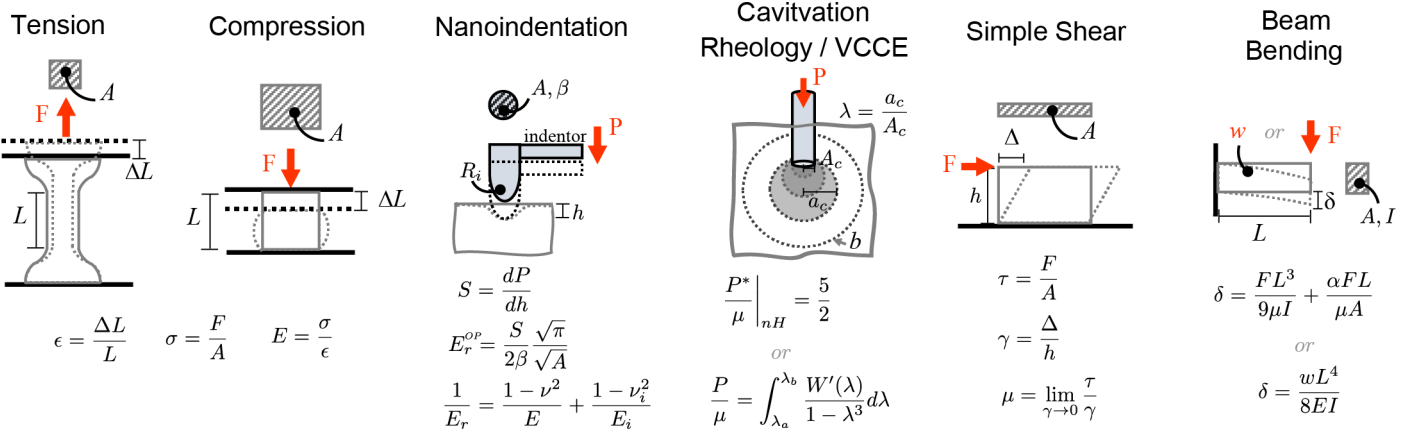 Tension
A
F
ΔL
L
Compression
A
F
ΔL
L
ϵ = ΔL / L
σ = F / A
E = σ / ϵ
Nanoindentation
A, β
indentor
P
R_i
h
S = dP / dh
E_r^{OP} = S / 2β √π / √A
1 / E_r = 1 − ν² / E + 1 − ν_i² / E_i
Cavitvation
Rheology / VCCE
P
λ = a_c / A_c
A_c
a_c
b
P* / μ |_{nH} = 5 / 2
or
P / μ = ∫_{λ_a}^{λ_b} W′(λ) / 1 − λ³ dλ
Simple Shear
A
Δ
F
h
τ = F / A
γ = Δ / h
μ = lim_{γ→0} τ / γ
Beam
Bending
w or F
δ
A, I
L
δ = FL³ / 9μI + αFL / μA
or
δ = wL⁴ / 8EI